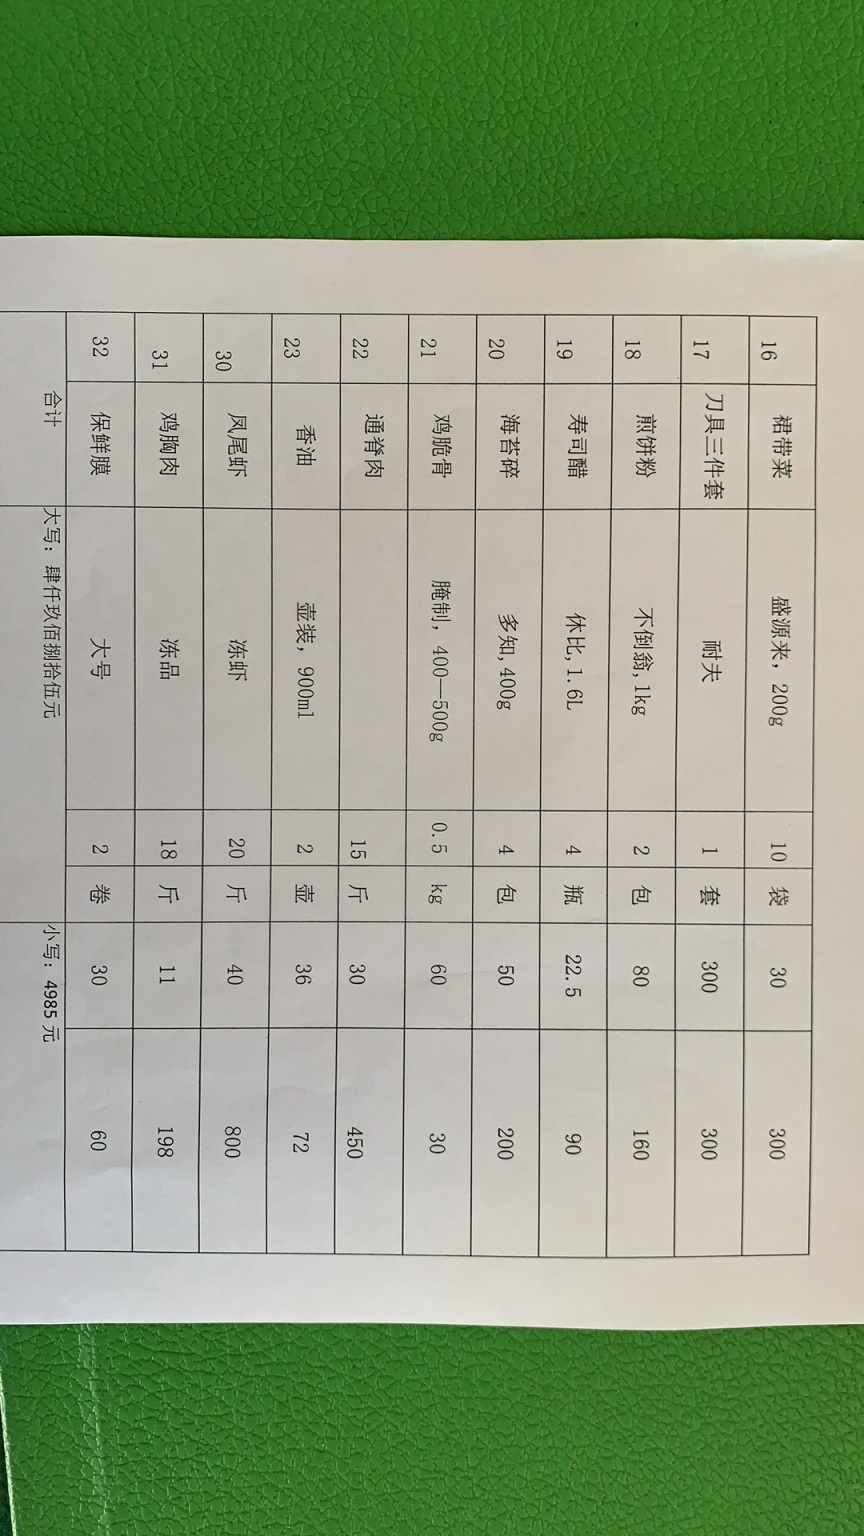 16 裙带菜 盛源来，200g 10 袋 30 300
17 刀具三件套 耐夫 1 套 300 300
18 煎饼粉 不倒翁,1kg 2 包 80 160
19 寿司醋 休比,1.6L 4 瓶 22.5 90
20 海苔碎 多知,400g 4 包 50 200
21 鸡脆骨 腌制，400—500g 0.5 kg 60 30
22 通脊肉 15 斤 30 450
23 香油 壶装，900ml 2 壶 36 72
30 凤尾虾 冻虾 20 斤 40 800
31 鸡胸肉 冻品 18 斤 11 198
32 保鲜膜 大号 2 卷 30 60
合计 大写：肆仟玖佰捌拾伍元 小写：4985 元